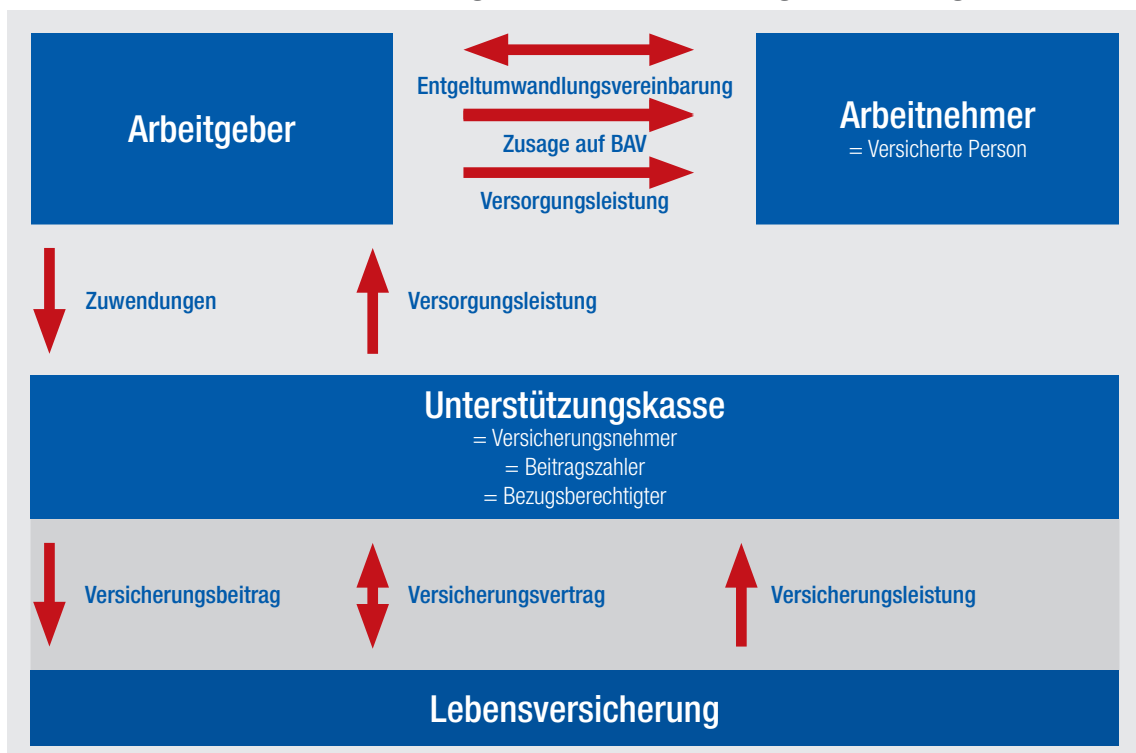 Arbeitgeber
Entgeltumwandlungsvereinbarung
Zusage auf BAV
Versorgungsleistung
Arbeitnehmer
= Versicherte Person
Zuwendungen
Versorgungsleistung
Unterstützungskasse
= Versicherungsnehmer
= Beitragszahler
= Bezugsberechtigter
Versicherungsbeitrag
Versicherungsvertrag
Versicherungsleistung
Lebensversicherung